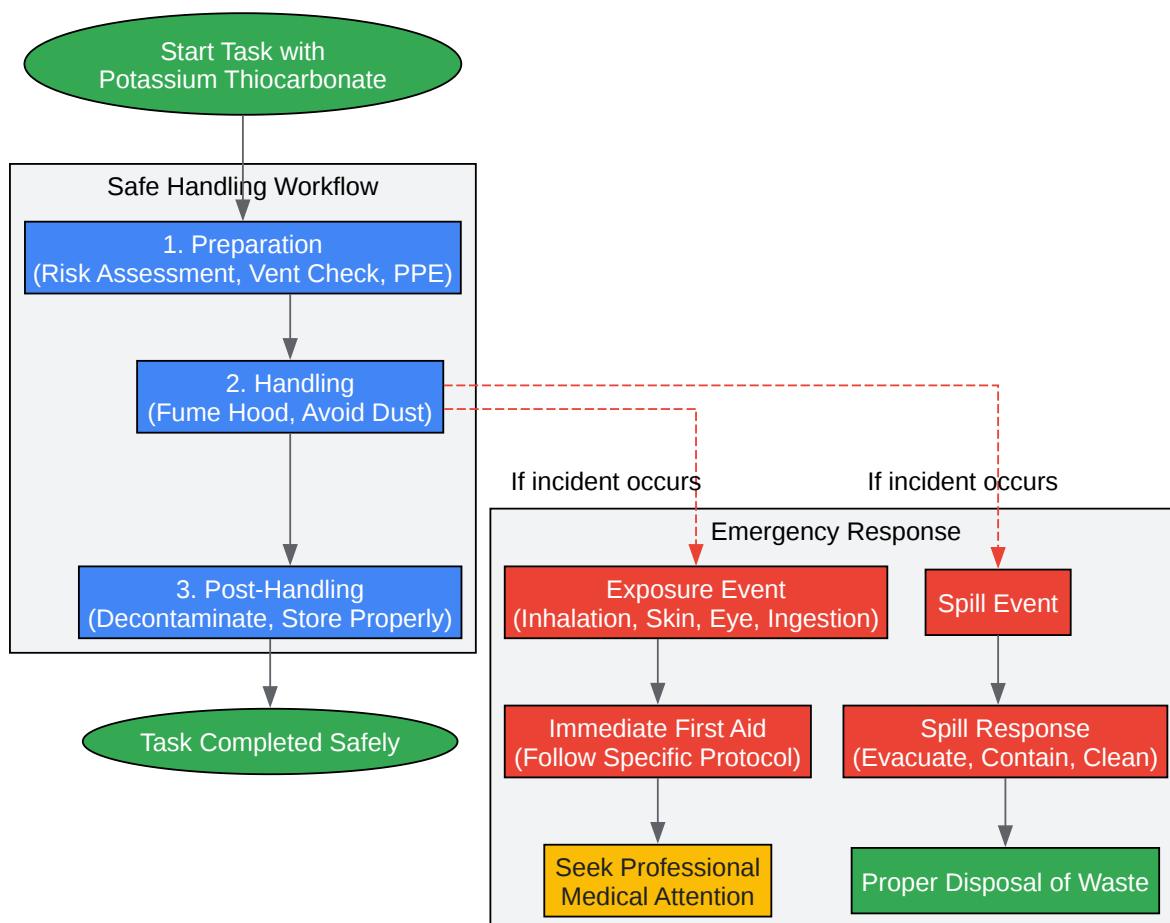 Start Task with
Potassium Thiocarbonate
Safe Handling Workflow
1. Preparation
(Risk Assessment, Vent Check, PPE)
2. Handling
(Fume Hood, Avoid Dust)
If incident occurs
If incident occurs
Emergency Response
3. Post-Handling
(Decontaminate, Store Properly)
Exposure Event
(Inhalation, Skin, Eye, Ingestion)
Spill Event
Task Completed Safely
Immediate First Aid
(Follow Specific Protocol)
Spill Response
(Evacuate, Contain, Clean)
Seek Professional
Medical Attention
Proper Disposal of Waste